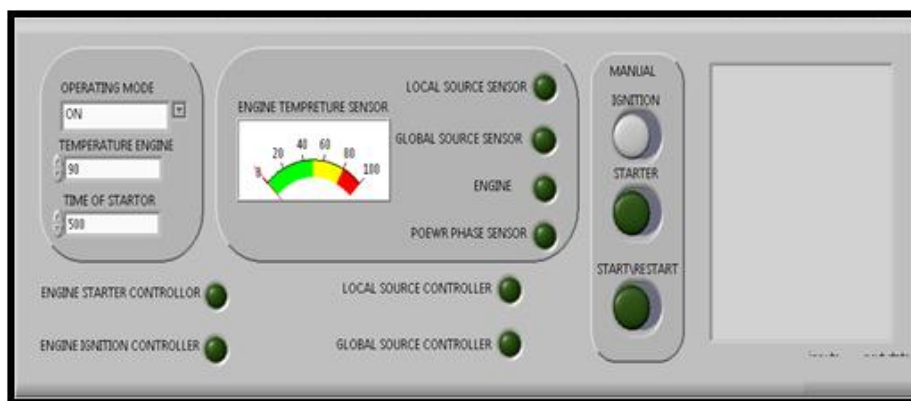 OPERATING MODE
ON
TEMPERATURE ENGINE
90
TIME OF STARTOR
500
ENGINE TEMPRETURE SENSOR
0 20 40 60 80 100
LOCAL SOURCE SENSOR
GLOBAL SOURCE SENSOR
ENGINE
POEWR PHASE SENSOR
ENGINE STARTER CONTROLLOR
ENGINE IGNITION CONTROLLER
LOCAL SOURCE CONTROLLER
GLOBAL SOURCE CONTROLLER
MANUAL
IGNITION
STARTER
START\RESTART